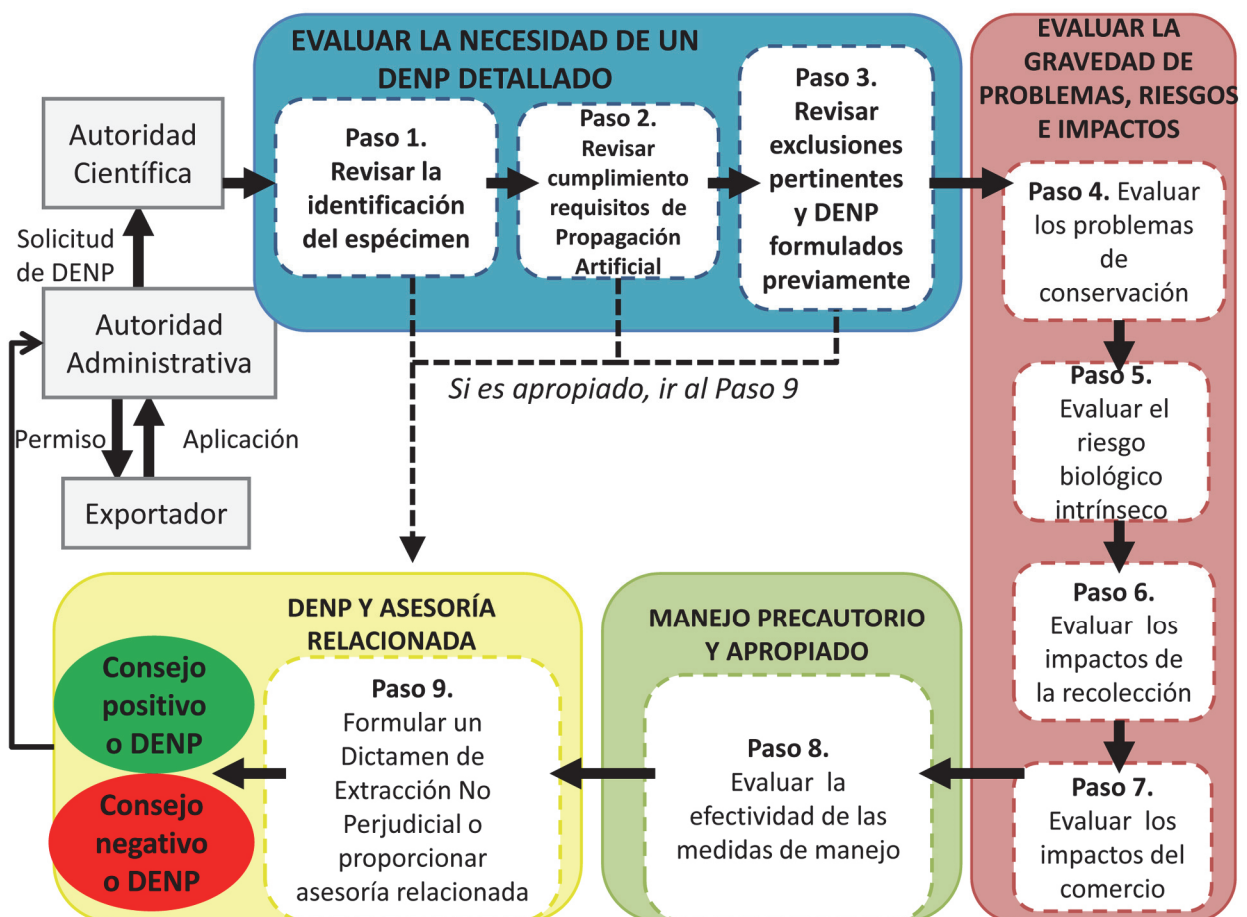 EVALUAR LA NECESIDAD DE UN
DENP DETALLADO
Autoridad
Científica
Solicitud
de DENP
Autoridad
Administrativa
Permiso
Aplicación
Exportador
Paso 1.
Revisar la
identificación
del espécimen
Paso 2.
Revisar
cumplimiento
requisitos de
Propagación
Artificial
Paso 3.
Revisar
exclusiones
pertinentes
y DENP
formulados
previamente
Si es apropiado, ir al Paso 9
EVALUAR LA
GRAVEDAD DE
PROBLEMAS, RIESGOS
E IMPACTOS
Paso 4. Evaluar
los problemas
de
conservación
Paso 5.
Evaluar el
riesgo
biológico
intrínseco
Paso 6.
Evaluar los
impactos de
la recolección
Paso 7.
Evaluar los
impactos del
comercio
MANEJO PRECAUTORIO
Y APROPIADO
Paso 8.
Evaluar la
efectividad de las
medidas de manejo
DENP Y ASESORÍA
RELACIONADA
Paso 9.
Formular un
Dictamen de
Extracción No
Perjudicial o
proporcionar
asesoría relacionada
Consejo
positivo
o DENP
Consejo
negativo
o DENP